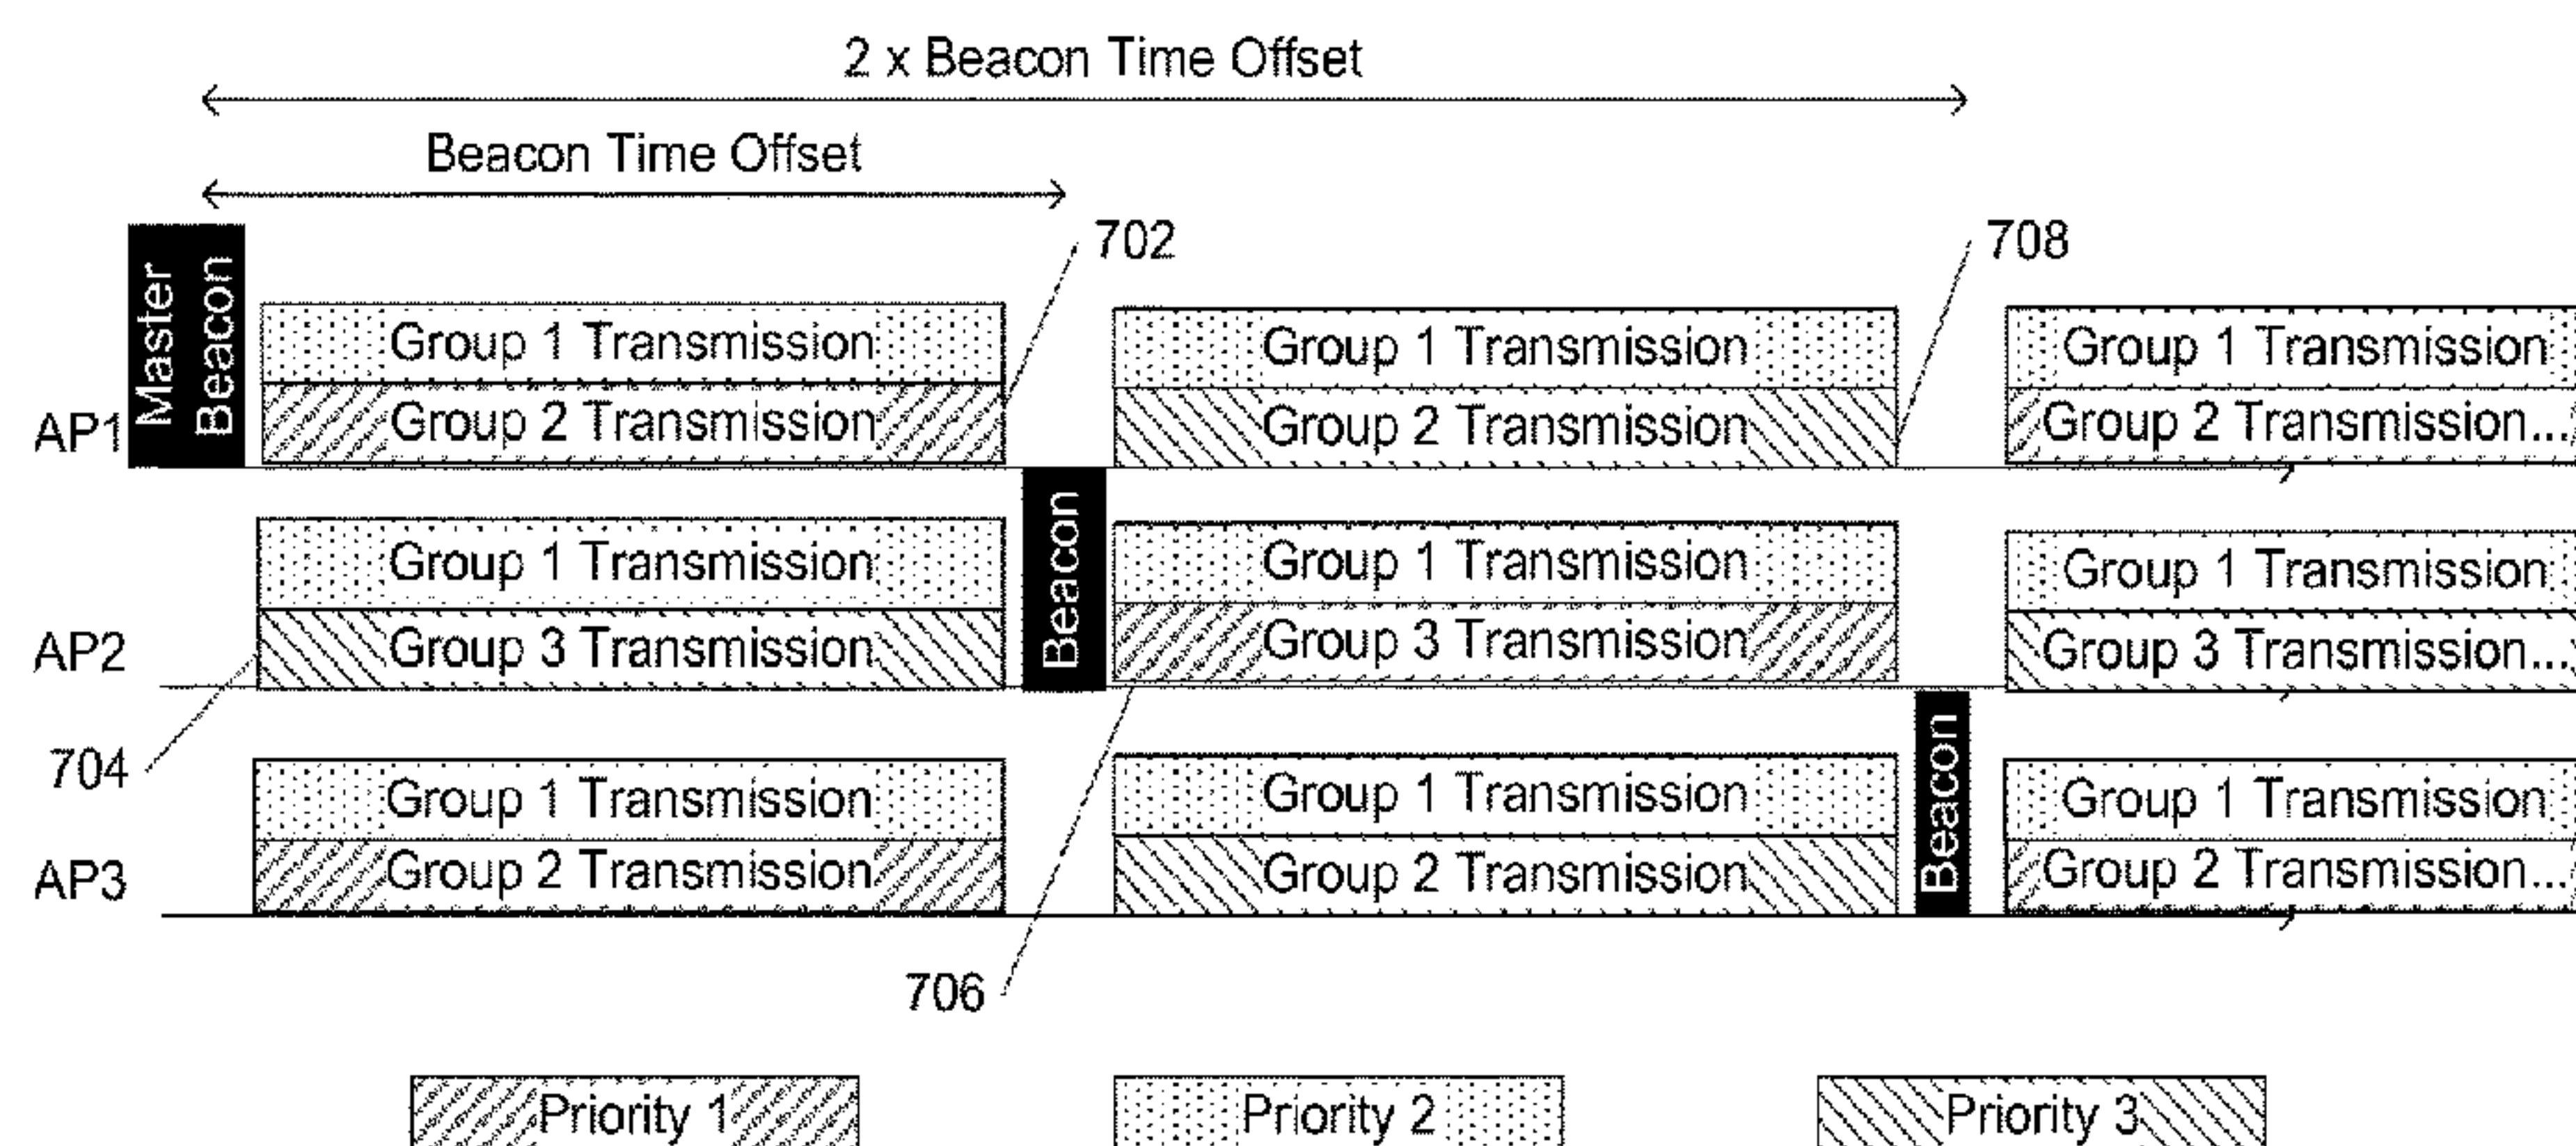 2 x Beacon Time Offset
Beacon Time Offset
702
708
Master
Beacon
AP1
Group 1 Transmission
Group 2 Transmission
Group 1 Transmission
Group 2 Transmission
Group 1 Transmission
Group 2 Transmission...
AP2
Group 1 Transmission
Group 3 Transmission
Beacon
Group 1 Transmission
Group 3 Transmission
Group 1 Transmission
Group 3 Transmission...
704
AP3
Group 1 Transmission
Group 2 Transmission
Group 1 Transmission
Group 2 Transmission
Beacon
Group 1 Transmission
Group 2 Transmission...
706
Priority 1
Priority 2
Priority 3